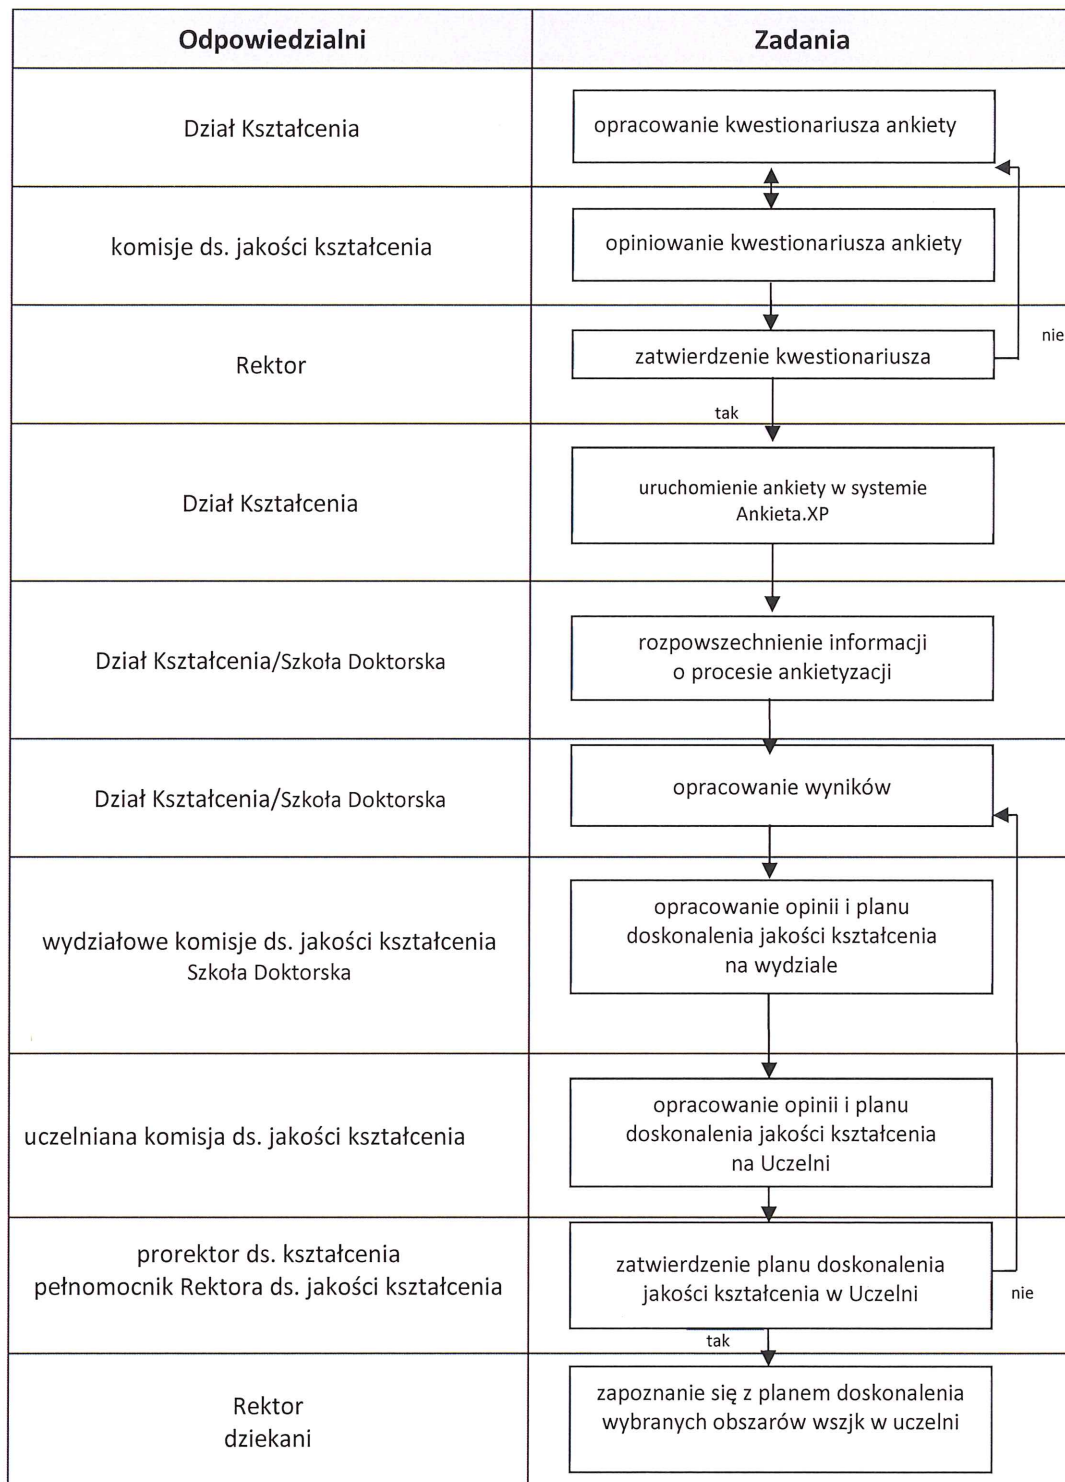 Odpowiedzialni
Zadania
Dział Kształcenia
opracowanie kwestionariusza ankiety
komisje ds. jakości kształcenia
opiniowanie kwestionariusza ankiety
Rektor
zatwierdzenie kwestionariusza
nie
tak
Dział Kształcenia
uruchomienie ankiety w systemie
Ankieta.XP
Dział Kształcenia/Szkoła Doktorska
rozpowszechnienie informacji
o procesie ankietyzacji
Dział Kształcenia/Szkoła Doktorska
opracowanie wyników
wydziałowe komisje ds. jakości kształcenia
Szkoła Doktorska
opracowanie opinii i planu
doskonalenia jakości kształcenia
na wydziale
uczelniana komisja ds. jakości kształcenia
opracowanie opinii i planu
doskonalenia jakości kształcenia
na Uczelni
prorektor ds. kształcenia
pełnomocnik Rektora ds. jakości kształcenia
zatwierdzenie planu doskonalenia
jakości kształcenia w Uczelni
nie
tak
Rektor
dziekani
zapoznanie się z planem doskonalenia
wybranych obszarów wszjk w uczelni